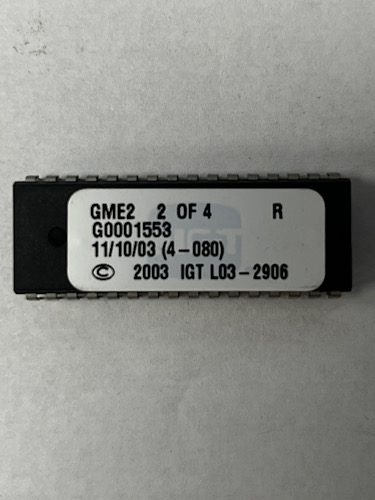 GME2 2 OF 4 R
G0001553
11/10/03 (4-080)
© 2003 IGT L03-2906